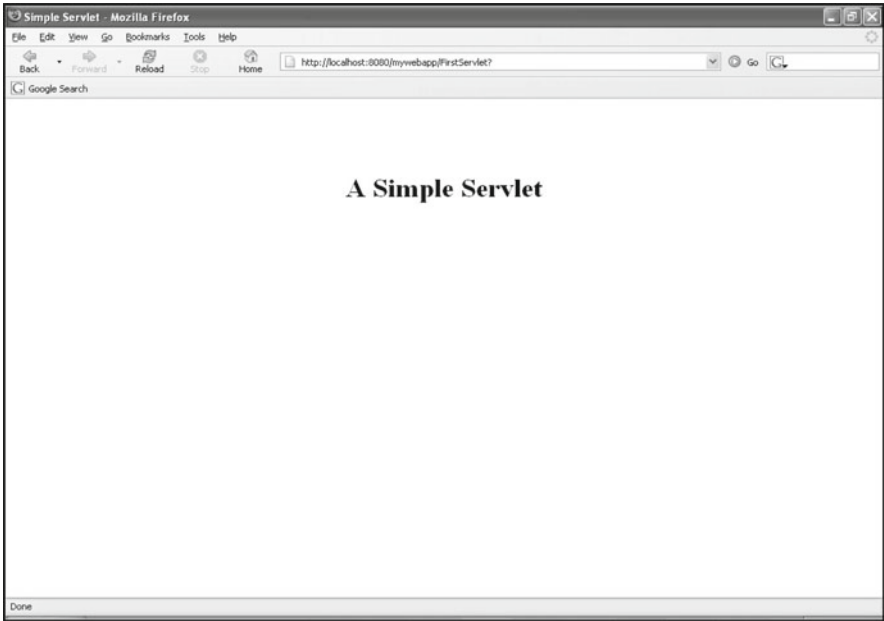 Simple Servlet - Mozilla Firefox
File Edit View Go Bookmarks Tools Help
Back Forward Reload Stop Home http://localhost:8080/mywebapp/FirstServlet? Go G
G Google Search
A Simple Servlet
Done